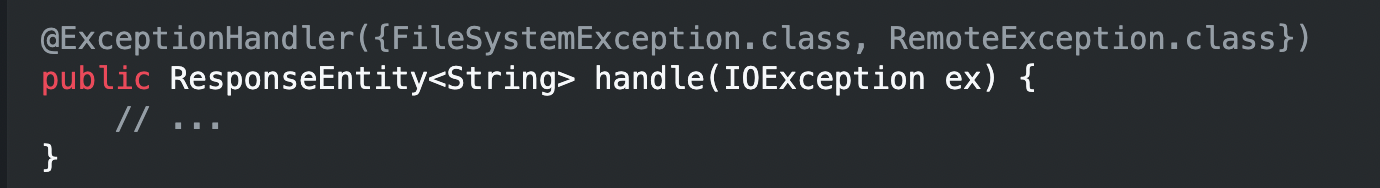 @ExceptionHandler({FileSystemException.class, RemoteException.class})
public ResponseEntity<String> handle(IOException ex) {
    // ...
}